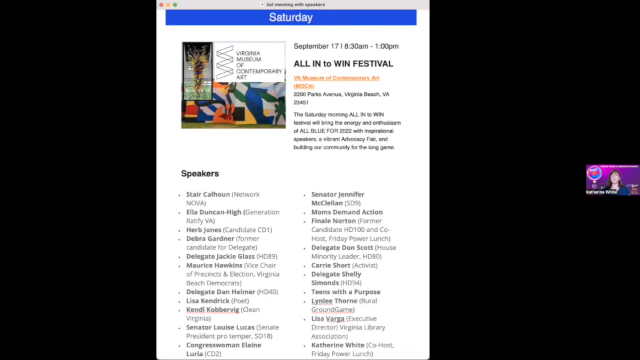 Sat morning with speakers
Saturday
VIRGINIA
MUSEUM
OF
CONTEMPORARY
ART
September 17 I 8:30am - 1:00pm
ALL IN to WIN FESTIVAL
VA Museum of Contemporary Art
(MOCA)
2200 Parks Avenue, Virginia Beach, VA
23451
The Saturday morning ALL IN to WIN
festival will bring the energy and enthusiasm
of ALL BLUE FOR 2022 with inspirational
speakers, a vibrant Advocacy Fair, and
building our community for the long game.
Speakers
Stair Calhoun (Network
NOVA)
Ella Duncan-High (Generation
Ratify VA)
Herb Jones (Candidate CD1)
Debra Gardner (former
candidate for Delegate)
Delegate Jackie Glass (HD89)
Maurice Hawkins (Vice Chair
of Precincts & Election, Virginia
Beach Democrats)
Delegate Dan Helmer (HD40)
Lisa Kendrick (Poet)
Kendl Kobbervig (Clean
Virginia)
Senator Louise Lucas (Senate
President pro temper, SD18)
Congresswoman Elaine
Luria (CD2)
Senator Jennifer
McClellan (SD9)
Moms Demand Action
Finale Norton (Former
Candidate HD100 and Co-
Host, Friday Power Lunch)
Delegate Don Scott (House
Minority Leader, HD80)
Carrie Short (Activist)
Delegate Shelly
Simonds (HD94)
Teens with a Purpose
Lynlee Thorne (Rural
GroundGame)
Lisa Varga (Executive
Director) Virginia Library
Association)
Katherine White (Co-Host,
Friday Power Lunch)
Katherine White